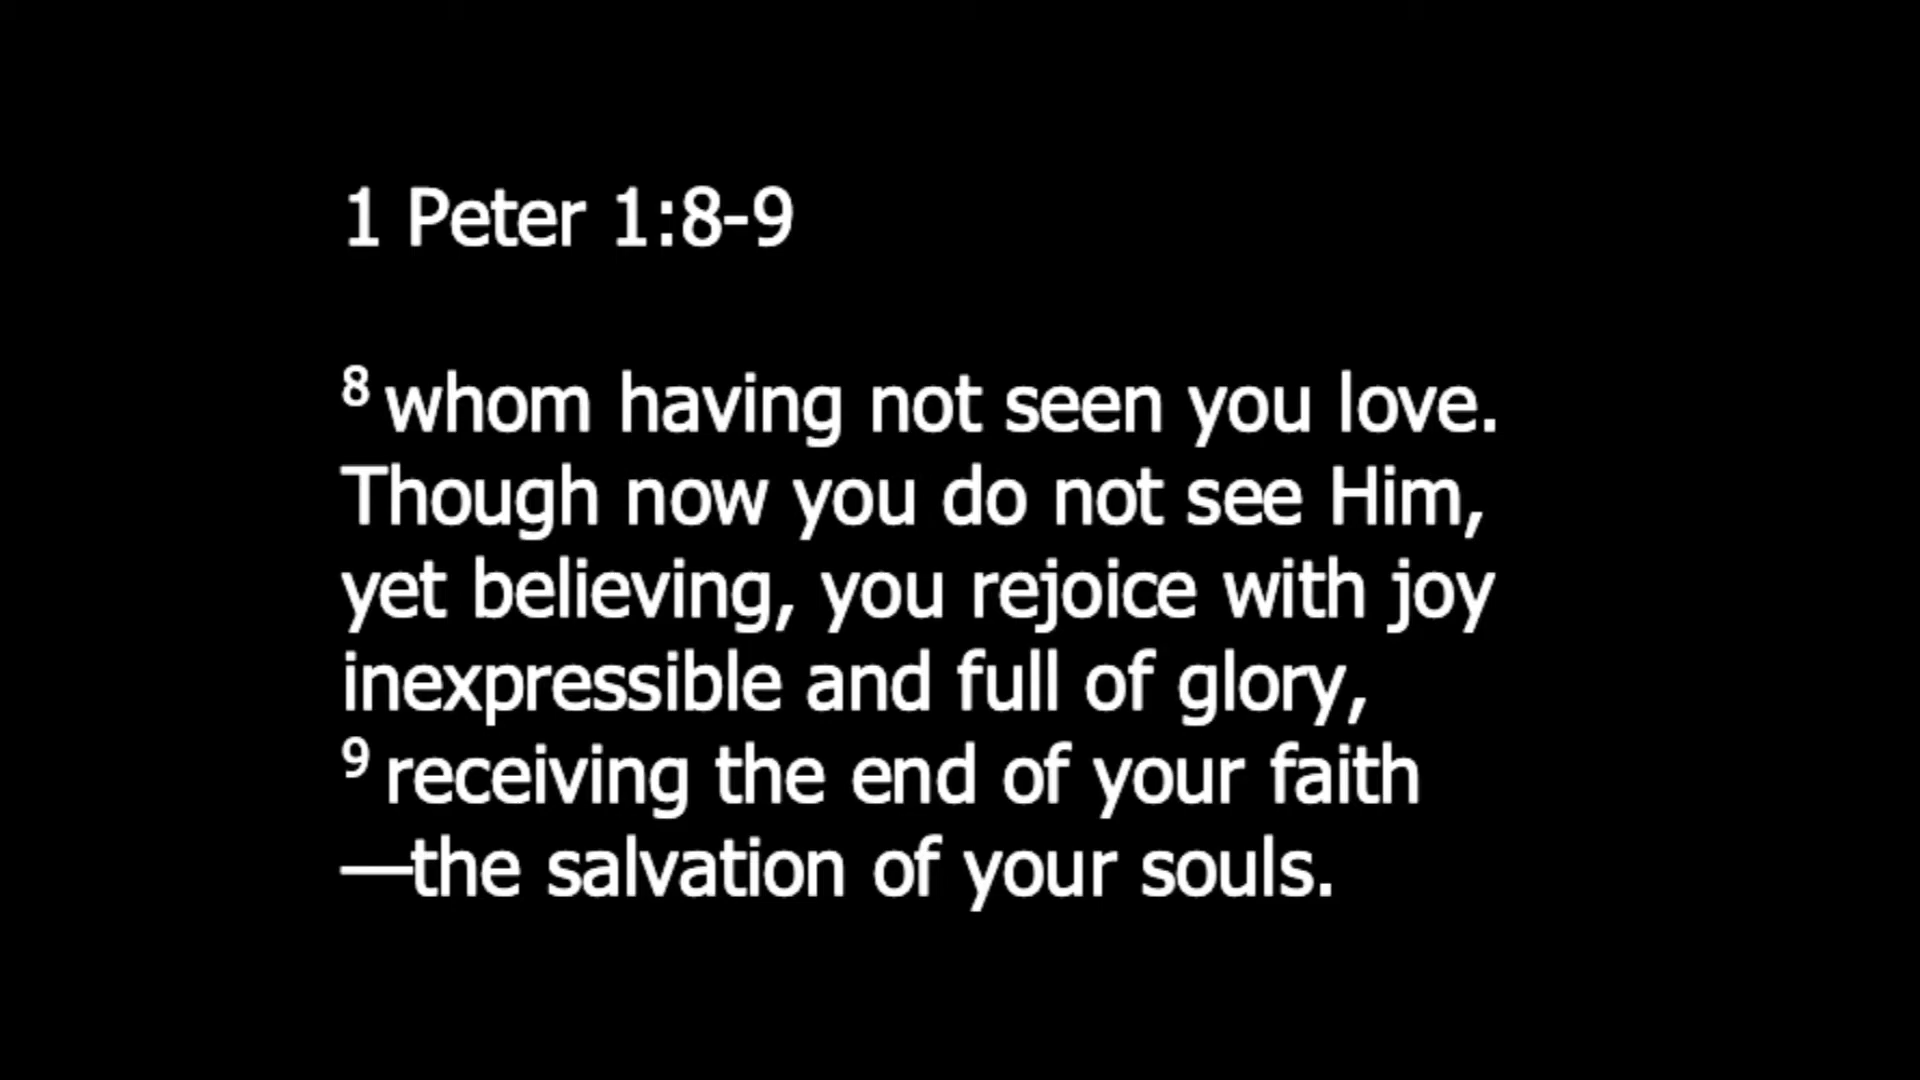 1 Peter 1:8-9
8 whom having not seen you love.
Though now you do not see Him,
yet believing, you rejoice with joy
inexpressible and full of glory,
9 receiving the end of your faith
—the salvation of your souls.